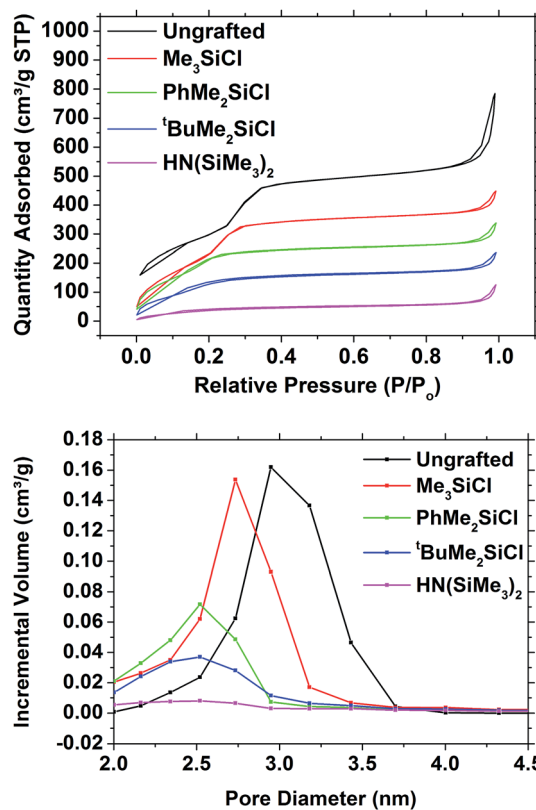 1000
900
800
700
600
500
400
300
200
100
0
Quantity Adsorbed (cm³/g STP)
Ungrafted
Me₃SiCl
PhMe₂SiCl
ᵗBuMe₂SiCl
HN(SiMe₃)₂
0.0 0.2 0.4 0.6 0.8 1.0
Relative Pressure (P/Pₒ)
0.18
0.16
0.14
0.12
0.10
0.08
0.06
0.04
0.02
0.00
-0.02
Incremental Volume (cm³/g)
Ungrafted
Me₃SiCl
PhMe₂SiCl
ᵗBuMe₂SiCl
HN(SiMe₃)₂
2.0 2.5 3.0 3.5 4.0 4.5
Pore Diameter (nm)